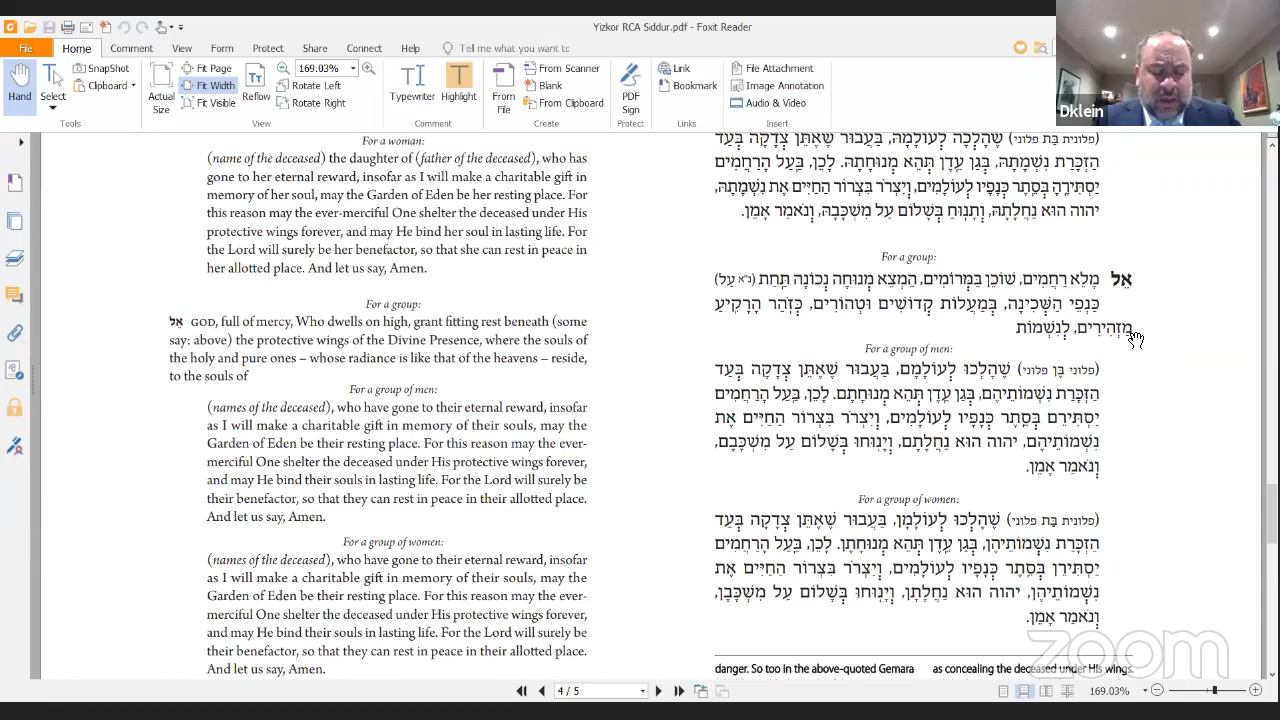 Yizkor RCA Siddur.pdf - Foxit Reader
File Home Comment View Form Protect Share Connect Help Tell me what you want to
Hand
Select
SnapShot
Clipboard
Tools
Actual Size
Fit Page
Fit Width
Fit Visible
Reflow
169.03%
Rotate Left
Rotate Right
View
Typewriter
Highlight
Comment
From File
From Scanner
Blank
From Clipboard
Create
PDF Sign
Protect
Link
Bookmark
Links
File Attachment
Image Annotation
Audio & Video
Insert
Dklein
For a woman:
(name of the deceased) the daughter of (father of the deceased), who has
gone to her eternal reward, insofar as I will make a charitable gift in
memory of her soul, may the Garden of Eden be her resting place. For
this reason may the ever-merciful One shelter the deceased under His
protective wings forever, and may He bind her soul in lasting life. For
the Lord will surely be her benefactor, so that she can rest in peace in
her allotted place. And let us say, Amen.
For a group:
אֵל GOD, full of mercy, Who dwells on high, grant fitting rest beneath (some
say: above) the protective wings of the Divine Presence, where the souls
of the holy and pure ones – whose radiance is like that of the heavens – reside,
to the souls of
For a group of men:
(names of the deceased), who have gone to their eternal reward, insofar
as I will make a charitable gift in memory of their souls, may the
Garden of Eden be their resting place. For this reason may the ever-
merciful One shelter the deceased under His protective wings forever,
and may He bind their souls in lasting life. For the Lord will surely be
their benefactor, so that they can rest in peace in their allotted place.
And let us say, Amen.
For a group of women:
(names of the deceased), who have gone to their eternal reward, insofar
as I will make a charitable gift in memory of their souls, may the
Garden of Eden be their resting place. For this reason may the ever-
merciful One shelter the deceased under His protective wings forever,
and may He bind their souls in lasting life. For the Lord will surely be
their benefactor, so that they can rest in peace in their allotted place.
And let us say, Amen.
(פלונית בַּת פלוני) שֶׁהָלְכָה לְעוֹלָמָהּ, בַּעֲבוּר שֶׁאֶתֵּן צְדָקָה בְּעַד
הַזְכָּרַת נִשְׁמָתָהּ, בְּגַן עֵדֶן תְּהֵא מְנוּחָתָהּ. לָכֵן, בַּעַל הָרַחֲמִים
יַסְתִּירֶהָ בְּסֵתֶר כְּנָפָיו לְעוֹלָמִים, וְיִצְרֹר בִּצְרוֹר הַחַיִּים אֶת נִשְׁמָתָהּ,
יהוה הוּא נַחֲלָתָהּ, וְתָנוּחַ בְּשָׁלוֹם עַל מִשְׁכָּבָהּ, וְנֹאמַר אָמֵן.
For a group:
אֵל מָלֵא רַחֲמִים, שׁוֹכֵן בַּמְּרוֹמִים, הַמְצֵא מְנוּחָה נְכוֹנָה תַּחַת (נ״א עַל)
כַּנְפֵי הַשְּׁכִינָה, בְּמַעֲלוֹת קְדוֹשִׁים וּטְהוֹרִים, כְּזֹהַר הָרָקִיעַ
מַזְהִירִים, לְנִשְׁמוֹת
For a group of men:
(פלוני בֶּן פלוני) שֶׁהָלְכוּ לְעוֹלָמָם, בַּעֲבוּר שֶׁאֶתֵּן צְדָקָה בְּעַד
הַזְכָּרַת נִשְׁמוֹתֵיהֶם, בְּגַן עֵדֶן תְּהֵא מְנוּחָתָם. לָכֵן, בַּעַל הָרַחֲמִים
יַסְתִּירֵם בְּסֵתֶר כְּנָפָיו לְעוֹלָמִים, וְיִצְרֹר בִּצְרוֹר הַחַיִּים אֶת
נִשְׁמוֹתֵיהֶם, יהוה הוּא נַחֲלָתָם, וְיָנוּחוּ בְּשָׁלוֹם עַל מִשְׁכָּבָם,
וְנֹאמַר אָמֵן.
For a group of women:
(פלונית בַּת פלוני) שֶׁהָלְכוּ לְעוֹלָמָן, בַּעֲבוּר שֶׁאֶתֵּן צְדָקָה בְּעַד
הַזְכָּרַת נִשְׁמוֹתֵיהֶן, בְּגַן עֵדֶן תְּהֵא מְנוּחָתָן. לָכֵן, בַּעַל הָרַחֲמִים
יַסְתִּירֵן בְּסֵתֶר כְּנָפָיו לְעוֹלָמִים, וְיִצְרֹר בִּצְרוֹר הַחַיִּים אֶת
נִשְׁמוֹתֵיהֶן, יהוה הוּא נַחֲלָתָן, וְיָנוּחוּ בְּשָׁלוֹם עַל מִשְׁכָּבָן,
וְנֹאמַר אָמֵן.
danger. So too in the above-quoted Gemara
as concealing the deceased under His wings.
zoom
4 / 5
169.03%